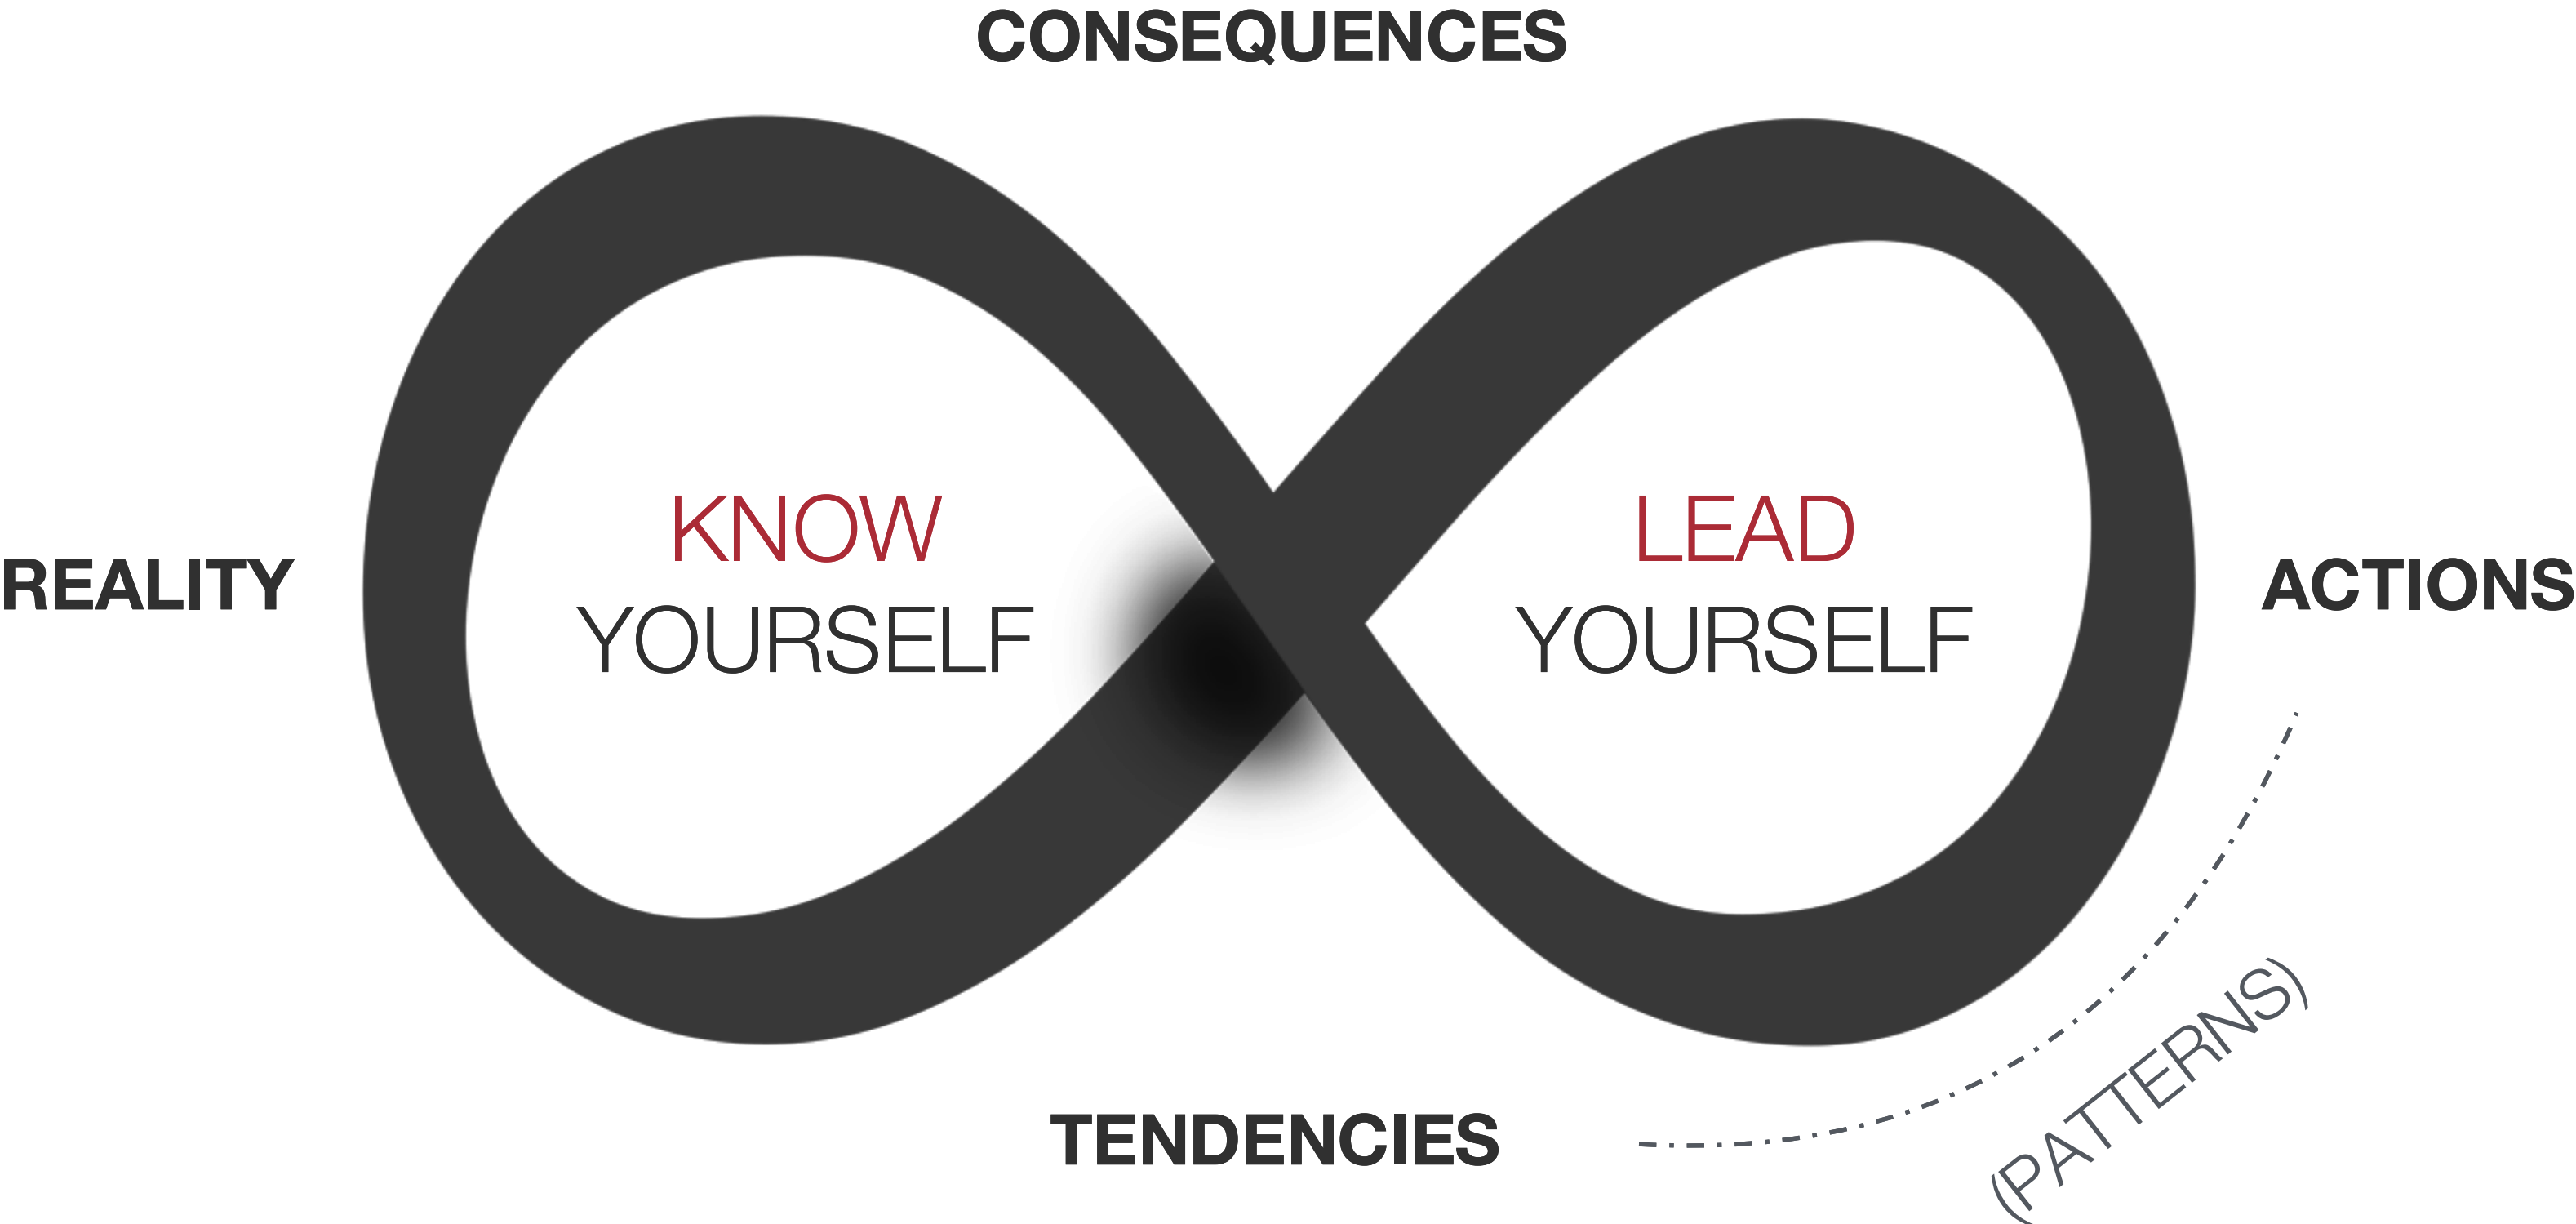 CONSEQUENCES
KNOW
YOURSELF
LEAD
YOURSELF
REALITY
ACTIONS
TENDENCIES
(PATTERNS)